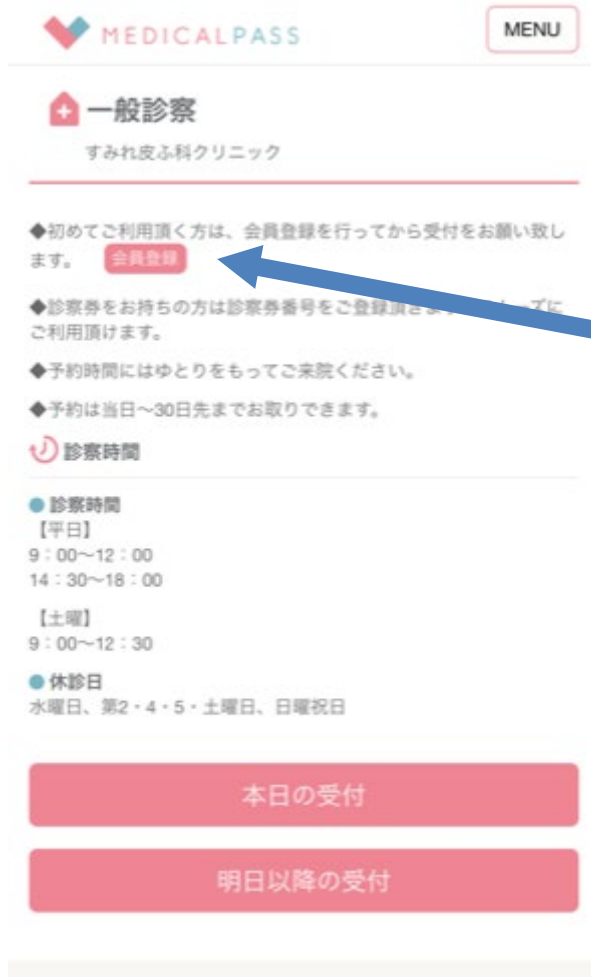 MEDICALPASS
MENU
一般診察
すみれ皮ふ科クリニック
◆初めてご利用頂く方は、会員登録を行ってから受付をお願い致し
ます。 会員登録
◆診察券をお持ちの方は診察券番号をご登録頂きま ーズに
ご利用頂けます。
◆予約時間にはゆとりをもってご来院ください。
◆予約は当日〜30日先までお取りできます。
診察時間
●診察時間
【平日】
9：00〜12：00
14：30〜18：00
【土曜】
9：00〜12：30
●休診日
水曜日、第2・4・5・土曜日、日曜祝日
本日の受付
明日以降の受付